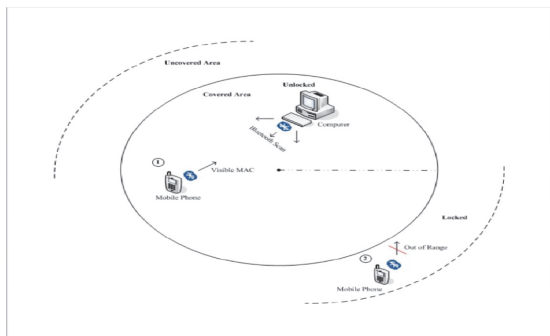 Uncovered Area
Unlocked
Covered Area
Computer
Bluetooth Scan
1
Visible MAC
Mobile Phone
Locked
Out of Range
2
Mobile Phone